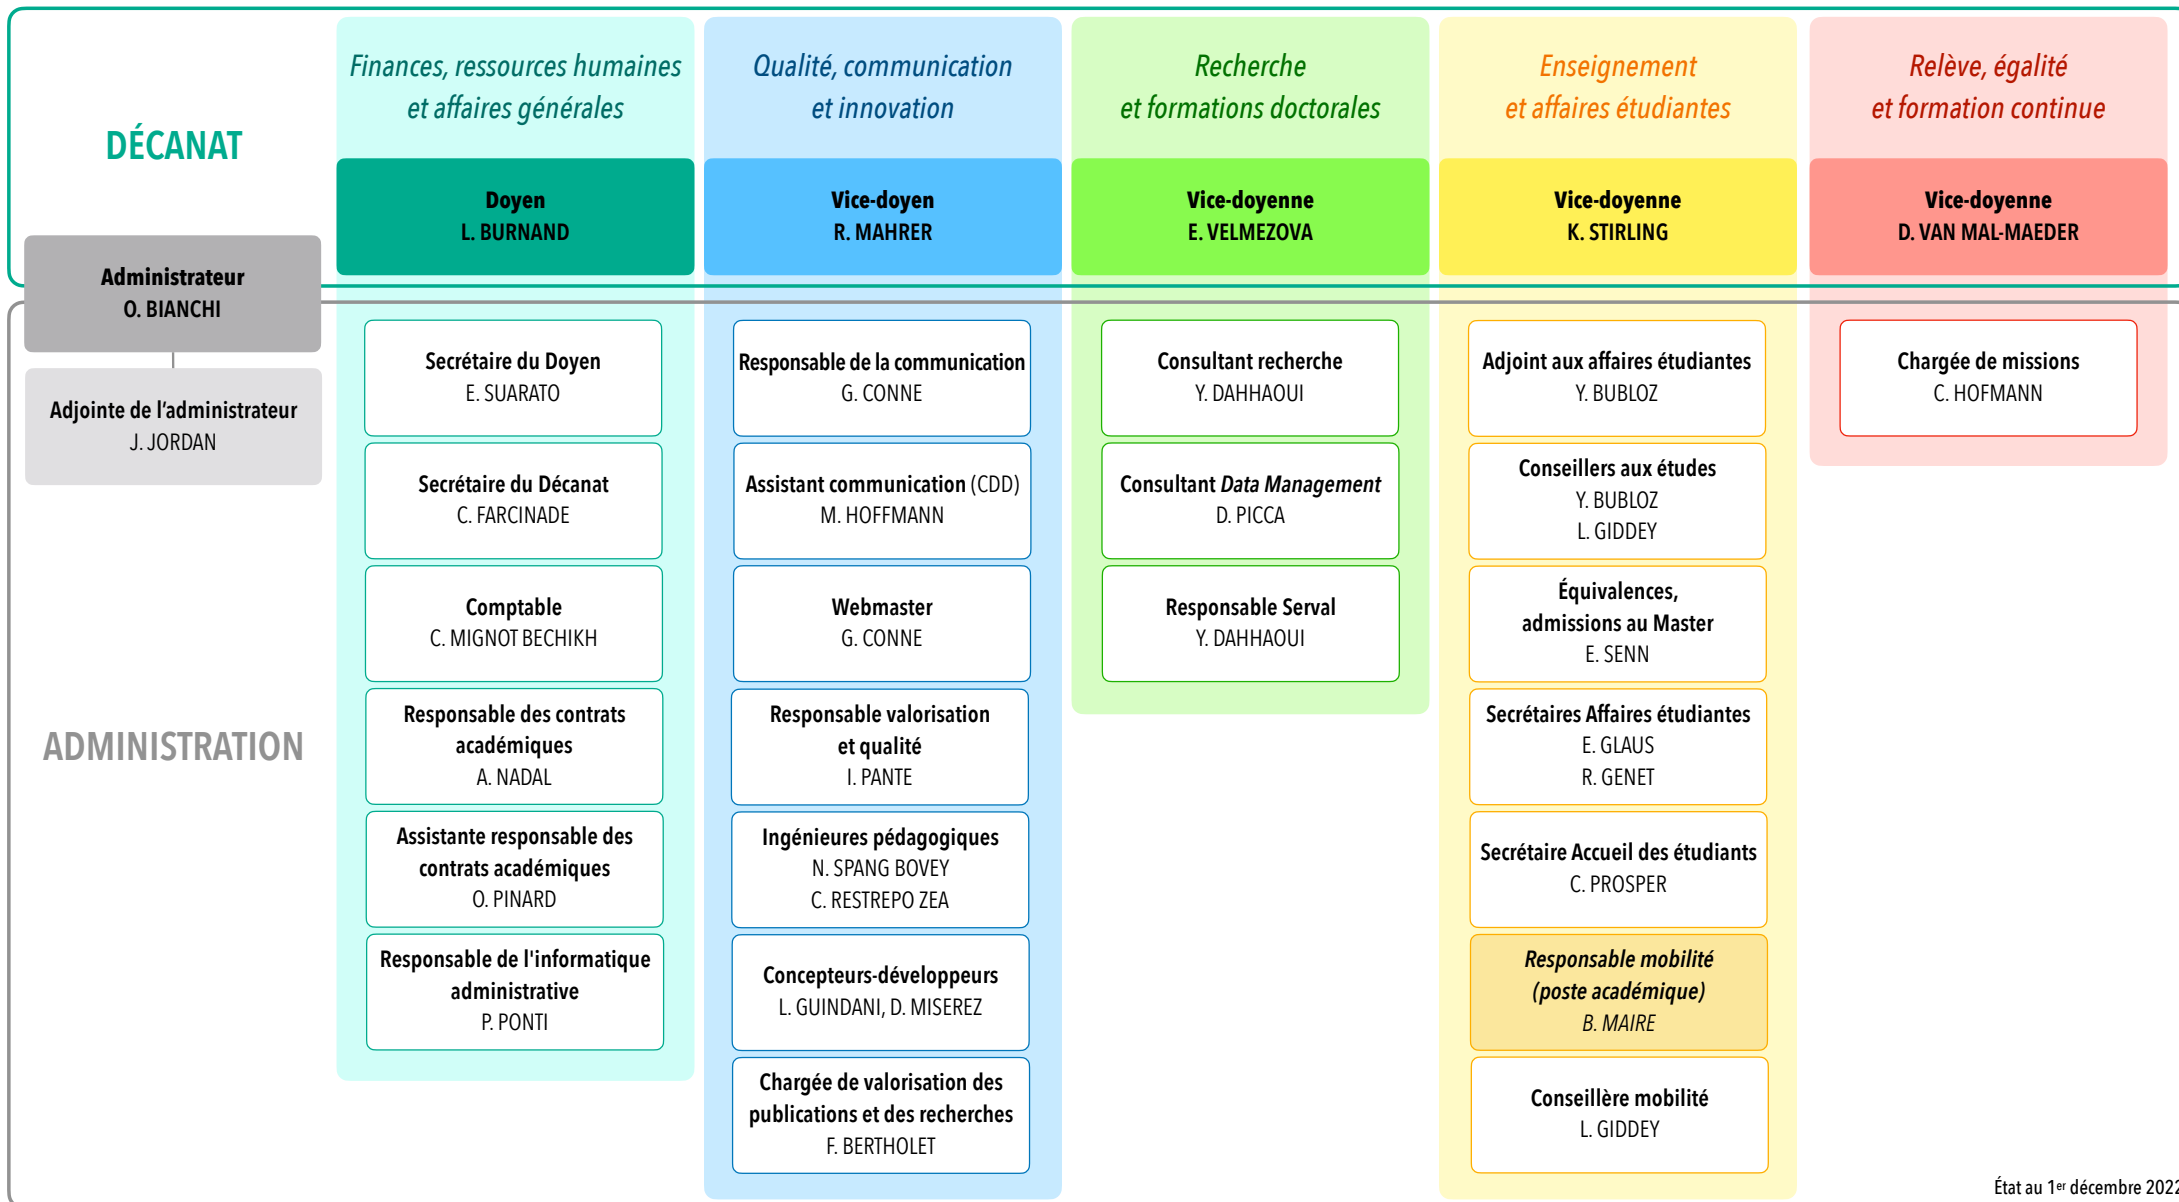 DÉCANAT
Administrateur
O. BIANCHI
Adjointe de l'administrateur
J. JORDAN
ADMINISTRATION
Finances, ressources humaines
et affaires générales
Doyen
L. BURNAND
Secrétaire du Doyen
E. SUARATO
Secrétaire du Décanat
C. FARCINADE
Comptable
C. MIGNOT BECHIKH
Responsable des contrats
académiques
A. NADAL
Assistante responsable des
contrats académiques
O. PINARD
Responsable de l'informatique
administrative
P. PONTI
Qualité, communication
et innovation
Vice-doyen
R. MAHRER
Responsable de la communication
G. CONNE
Assistant communication (CDD)
M. HOFFMANN
Webmaster
G. CONNE
Responsable valorisation
et qualité
I. PANTE
Ingénieures pédagogiques
N. SPANG BOVEY
C. RESTREPO ZEA
Concepteurs-développeurs
L. GUINDANI, D. MISEREZ
Chargée de valorisation des
publications et des recherches
F. BERTHOLET
Recherche
et formations doctorales
Vice-doyenne
E. VELMEZOVA
Consultant recherche
Y. DAHHAOUI
Consultant Data Management
D. PICCA
Responsable Serval
Y. DAHHAOUI
Enseignement
et affaires étudiantes
Vice-doyenne
K. STIRLING
Adjoint aux affaires étudiantes
Y. BUBLOZ
Conseillers aux études
Y. BUBLOZ
L. GIDDEY
Équivalences,
admissions au Master
E. SENN
Secrétaires Affaires étudiantes
E. GLAUS
R. GENET
Secrétaire Accueil des étudiants
C. PROSPER
Responsable mobilité
(poste académique)
B. MAIRE
Conseillère mobilité
L. GIDDEY
Relève, égalité
et formation continue
Vice-doyenne
D. VAN MAL-MAEDER
Chargée de missions
C. HOFMANN
État au 1er décembre 2022